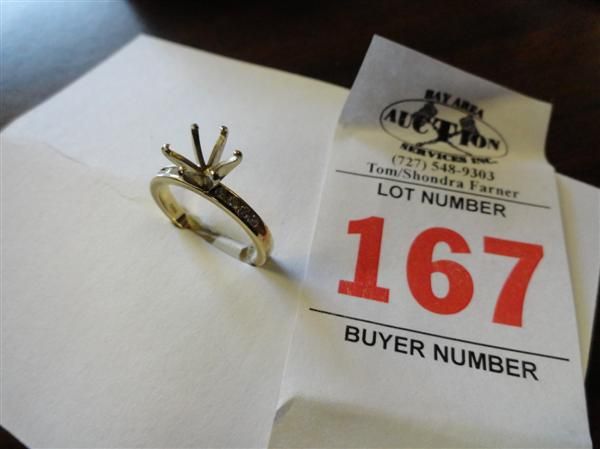 BAY AREA
AUCTION
SERVICES INC.
(727) 548-9303
Tom/Shondra Farner
LOT NUMBER
167
BUYER NUMBER